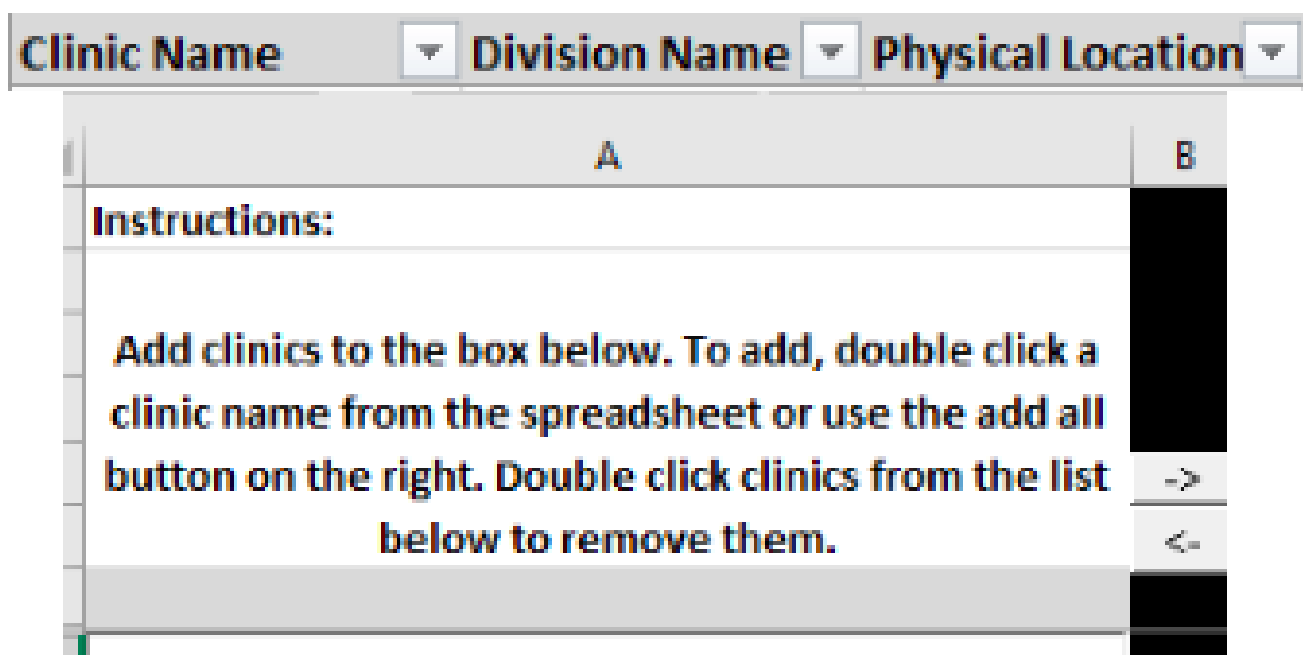 Clinic Name Division Name Physical Location
A B
Instructions:
Add clinics to the box below. To add, double click a
clinic name from the spreadsheet or use the add all
button on the right. Double click clinics from the list
->
below to remove them.
<-